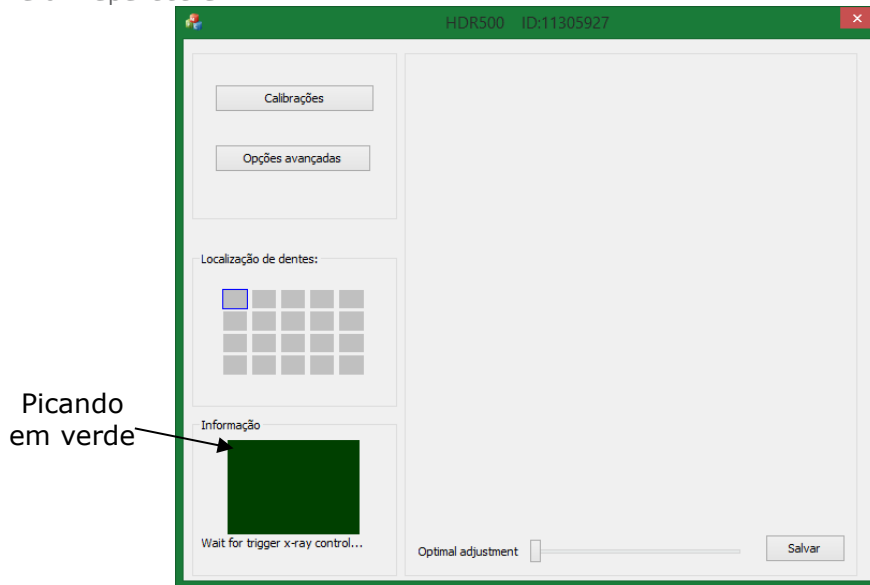 HDR500 ID:11305927
Calibrações
Opções avançadas
Localização de dentes:
Picando
em verde
Informação
Wait for trigger x-ray control...
Optimal adjustment
Salvar